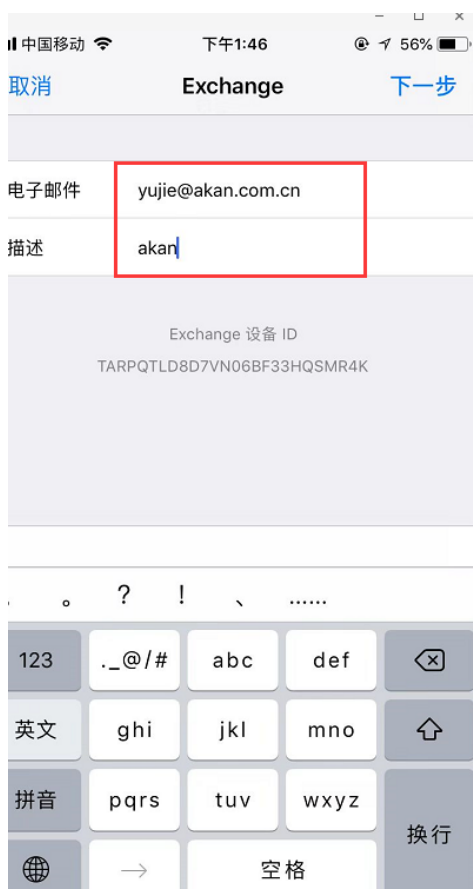 中国移动 下午1:46 56%
取消 Exchange 下一步
电子邮件 yujie@akan.com.cn
描述 akan
Exchange 设备 ID
TARPQTLD8D7VN06BF33HQSMR4K
。 ? ! 、 ……
123 ._@/# abc def
英文 ghi jkl mno
拼音 pqrs tuv wxyz
换行
空格